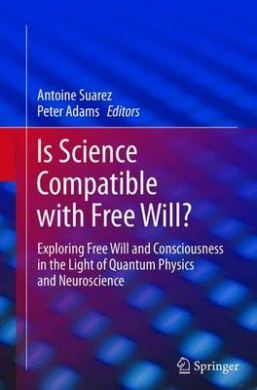 Antoine Suarez
Peter Adams Editors
Is Science
Compatible
with Free Will?
Exploring Free Will and Consciousness
in the Light of Quantum Physics
and Neuroscience
Springer